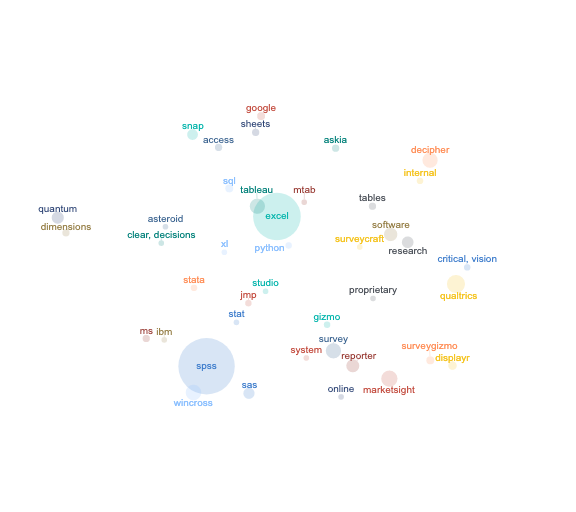 google
snap
sheets
access
askia
decipher
internal
sql
tableau
mtab
tables
quantum
excel
asteroid
dimensions
software
clear, decisions
surveycraft
xl
python
research
critical, vision
stata
studio
jmp
proprietary
qualtrics
stat
gizmo
ms
ibm
survey
system
reporter
surveygizmo
displayr
spss
sas
online
marketsight
wincross